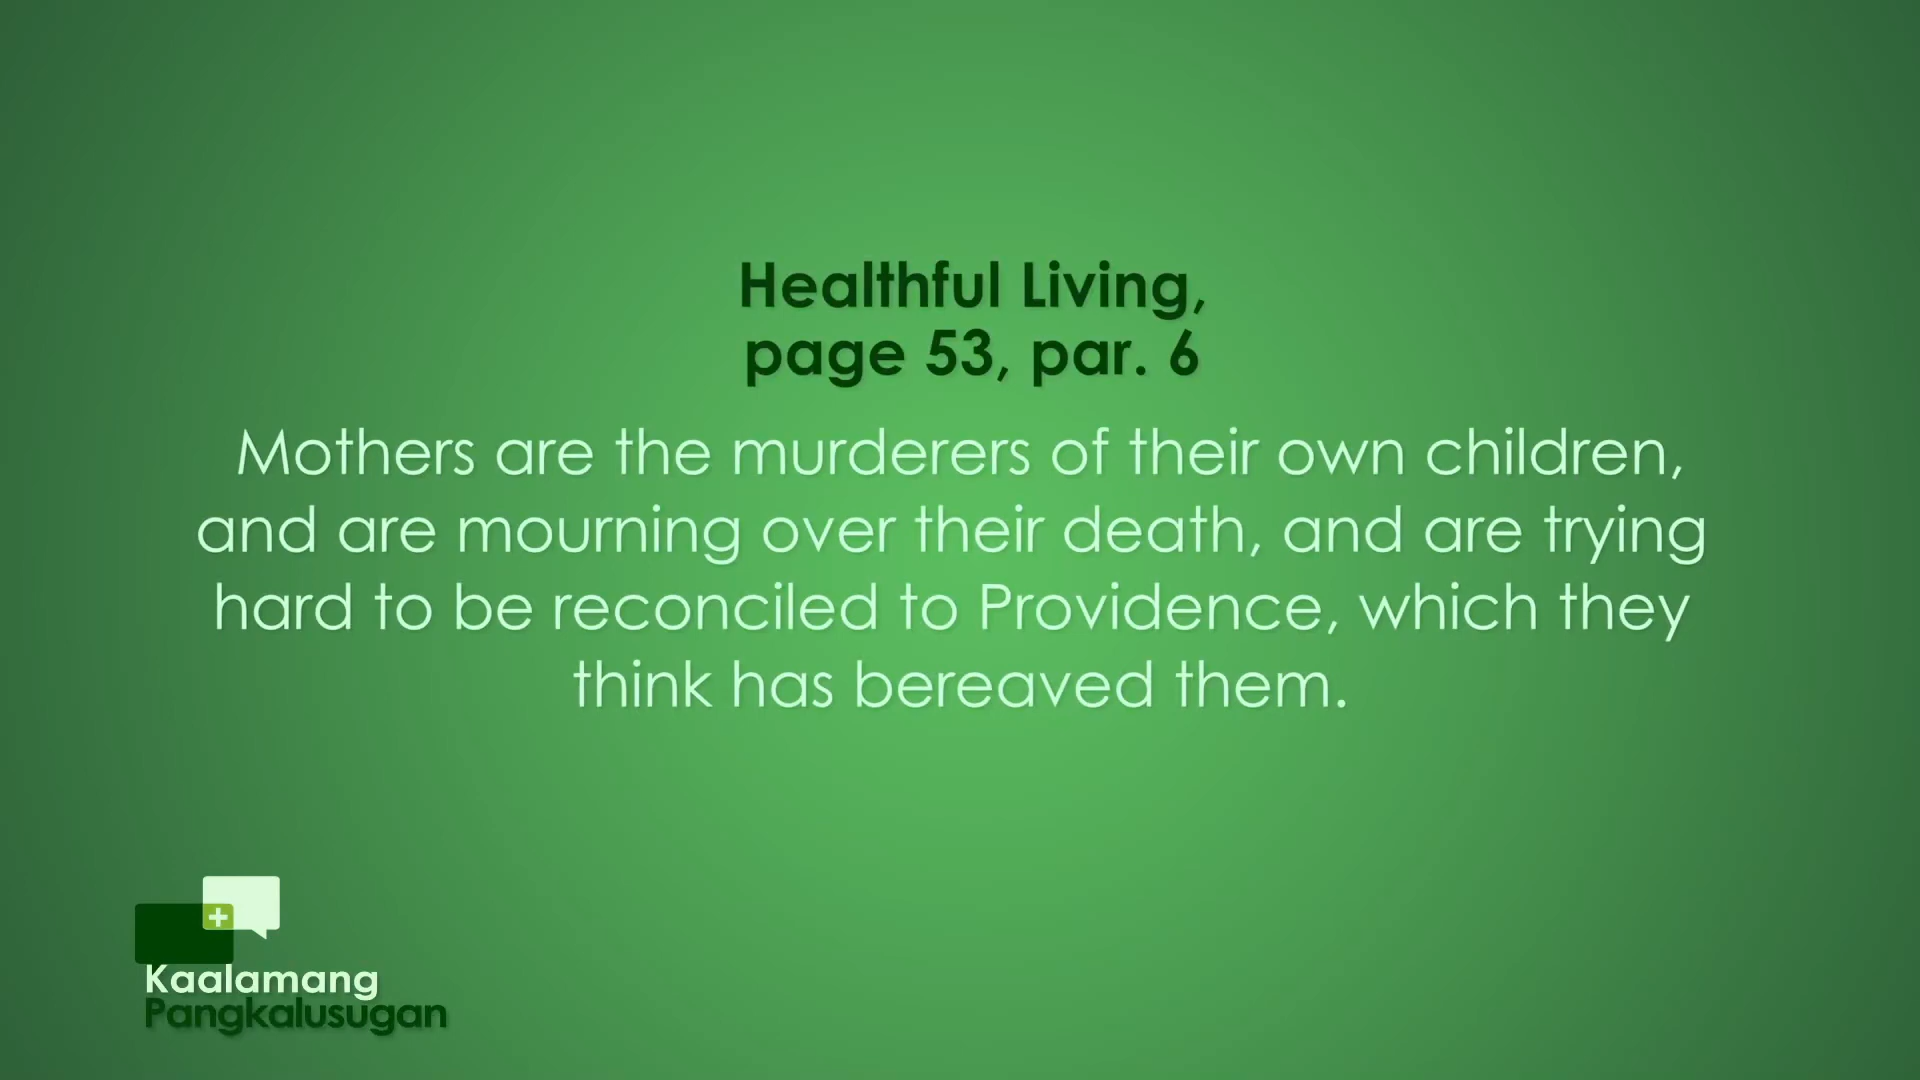 Healthful Living,
page 53, par. 6
Mothers are the murderers of their own children,
and are mourning over their death, and are trying
hard to be reconciled to Providence, which they
think has bereaved them.
Kaalamang
Pangkalusugan